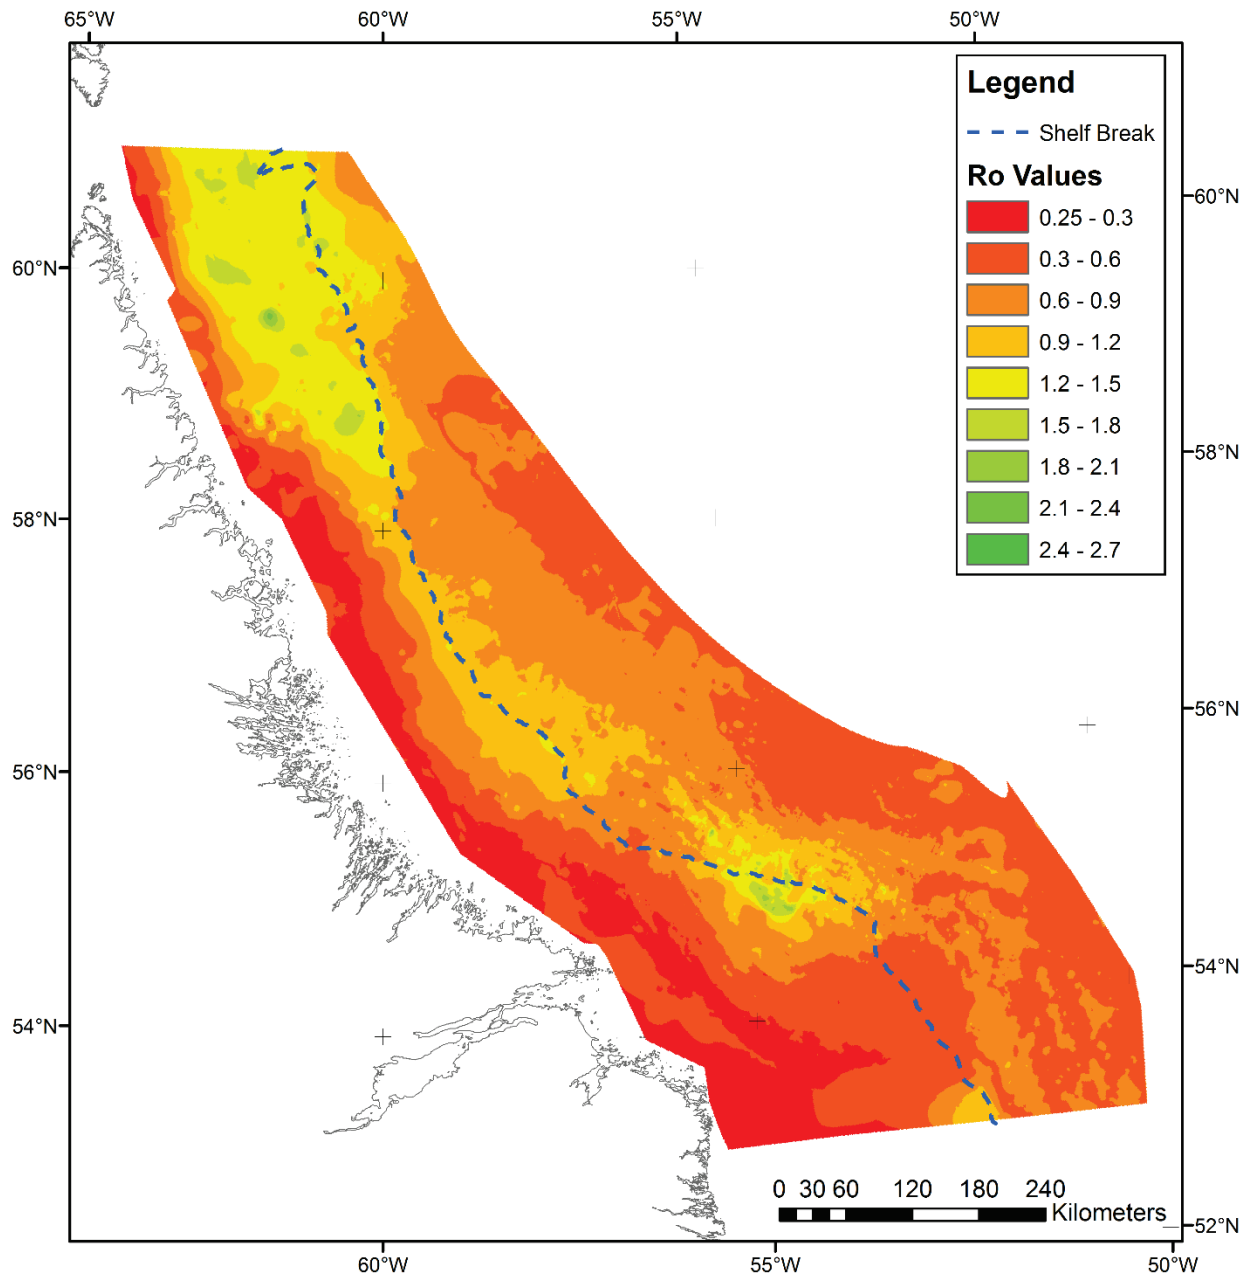 65°W 60°W 55°W 50°W
Legend
Shelf Break
Ro Values
0.25 - 0.3
0.3 - 0.6
0.6 - 0.9
0.9 - 1.2
1.2 - 1.5
1.5 - 1.8
1.8 - 2.1
2.1 - 2.4
2.4 - 2.7
60°N
60°N
58°N
58°N
56°N
56°N
54°N
54°N
0 30 60 120 180 240
Kilometers
52°N
60°W 55°W 50°W